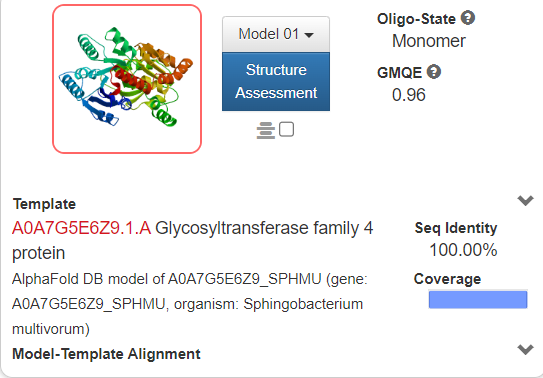 Model 01
Structure
Assessment
Oligo-State
Monomer
GMQE
0.96
Template
A0A7G5E6Z9.1.A Glycosyltransferase family 4
protein
AlphaFold DB model of A0A7G5E6Z9_SPHMU (gene:
A0A7G5E6Z9_SPHMU, organism: Sphingobacterium
multivorum)
Seq Identity
100.00%
Coverage
Model-Template Alignment